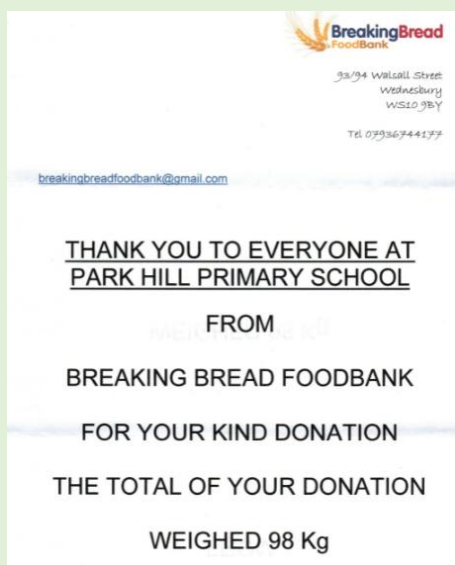 BreakingBread
FoodBank
93/94 Walsall Street
Wednesbury
WS10 9BY
Tel 07936744177
breakingbreadfoodbank@gmail.com
THANK YOU TO EVERYONE AT
PARK HILL PRIMARY SCHOOL
FROM
BREAKING BREAD FOODBANK
FOR YOUR KIND DONATION
THE TOTAL OF YOUR DONATION
WEIGHED 98 Kg